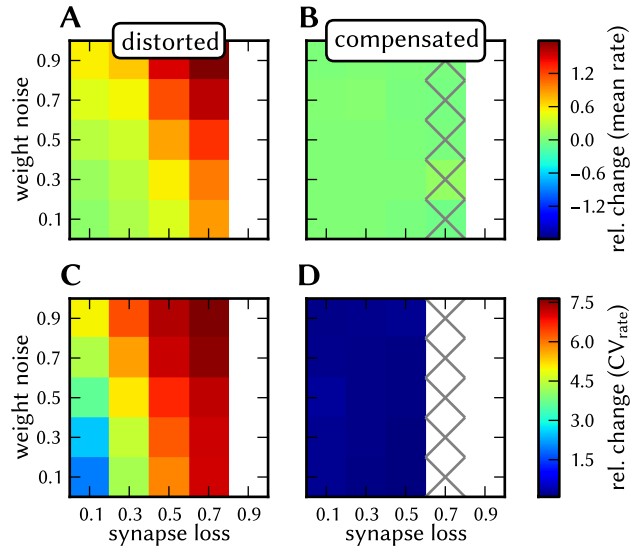 A
distorted
B
compensated
weight noise
0.9
0.7
0.5
0.3
0.1
1.2
0.6
0.0
−0.6
−1.2
rel. change (mean rate)
C
D
weight noise
0.9
0.7
0.5
0.3
0.1
0.1 0.3 0.5 0.7 0.9
synapse loss
0.1 0.3 0.5 0.7 0.9
synapse loss
7.5
6.0
4.5
3.0
1.5
rel. change (CVrate)